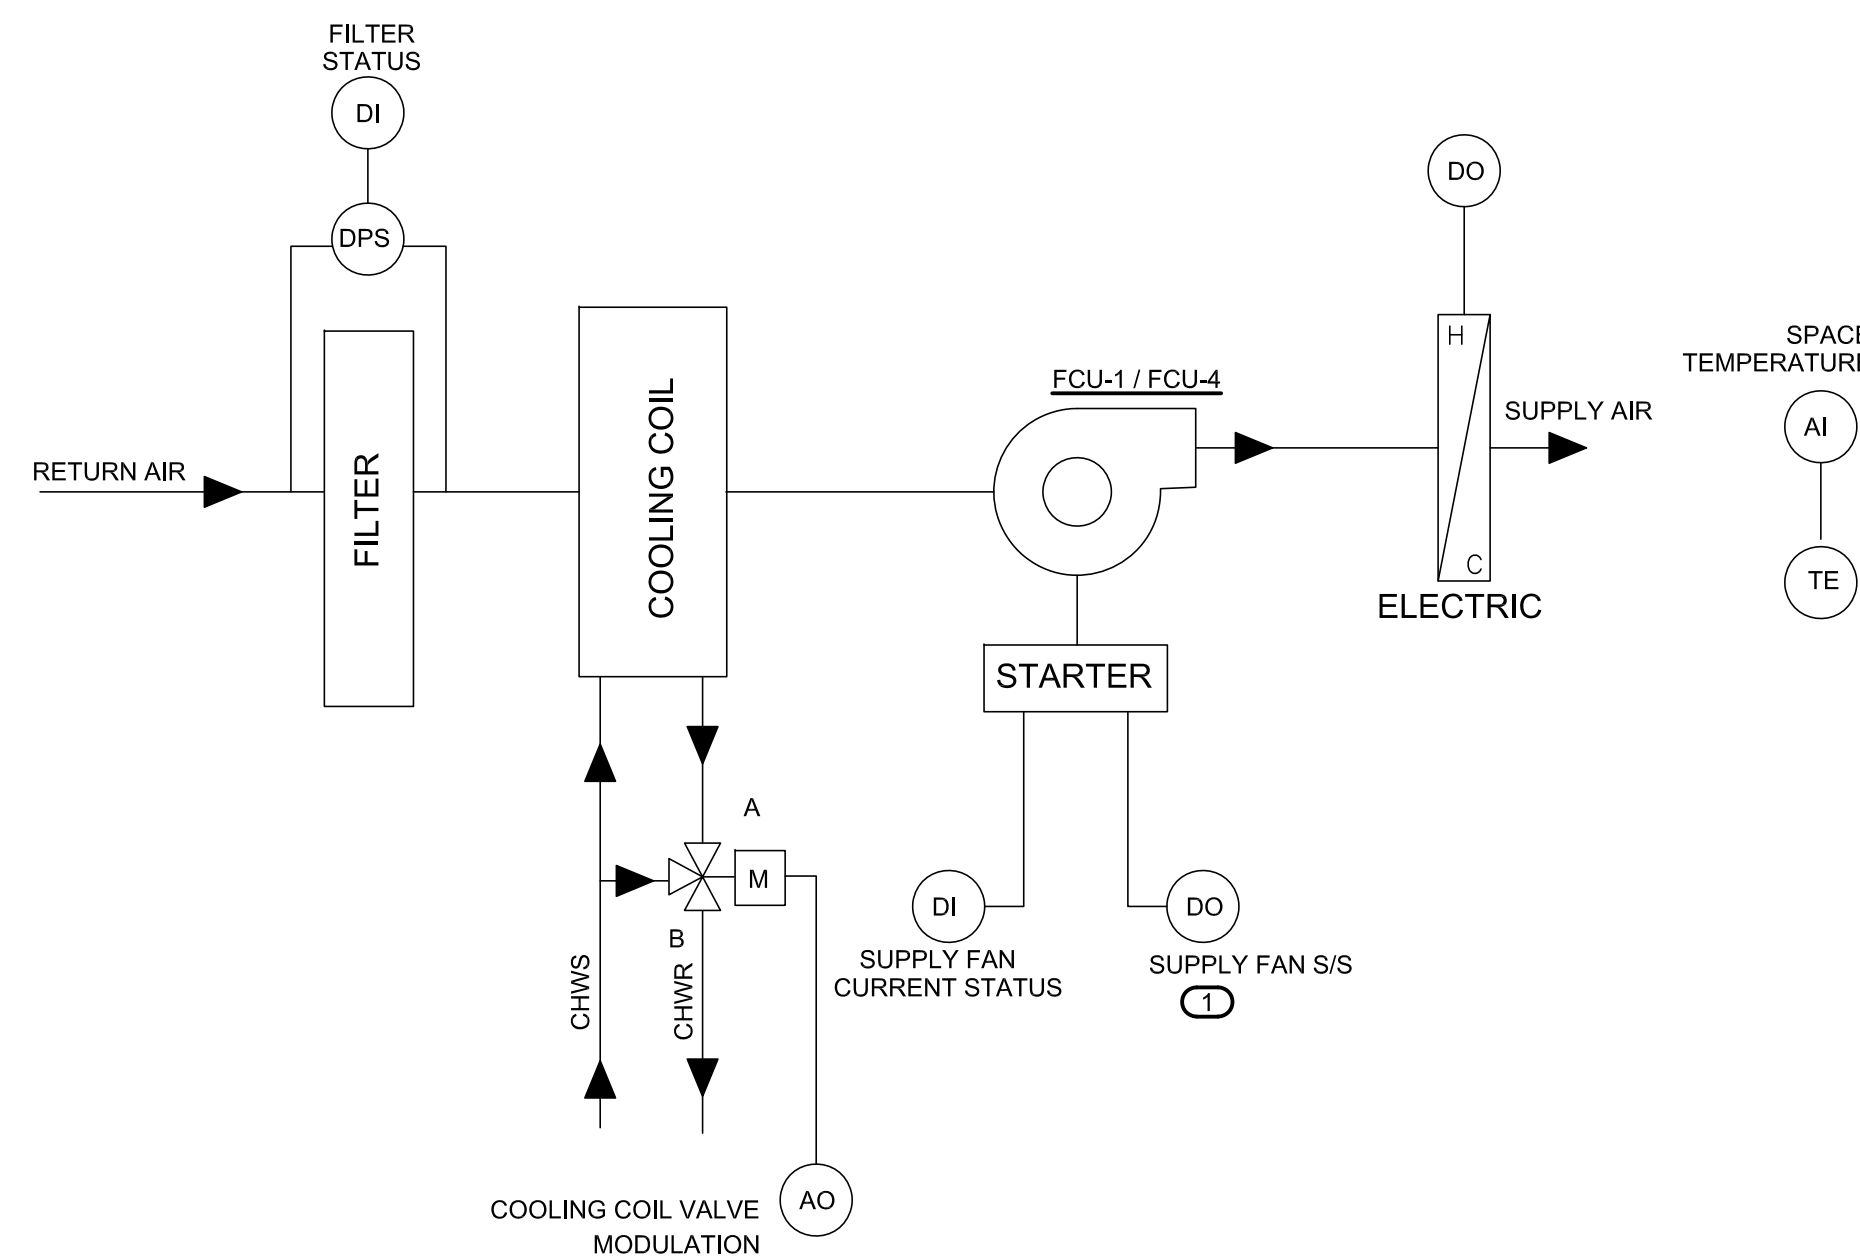 FILTER
STATUS
DI
DPS
DO
H
C
ELECTRIC
SPACE
TEMPERATURE
AI
TE
FCU-1 / FCU-4
SUPPLY AIR
RETURN AIR
FILTER
COOLING COIL
STARTER
A
M
B
CHWS
CHWR
DI
SUPPLY FAN
CURRENT STATUS
DO
SUPPLY FAN S/S
1
AO
COOLING COIL VALVE
MODULATION